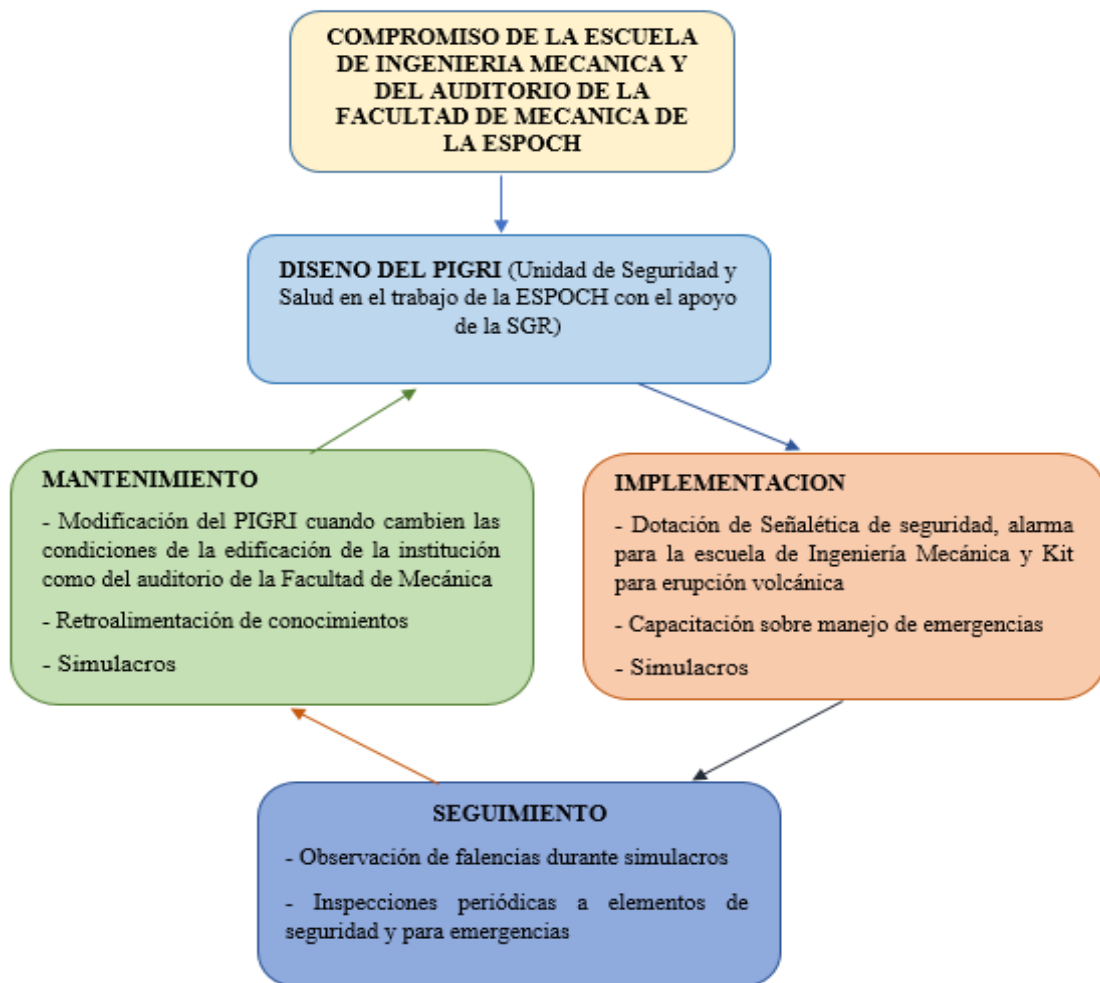 COMPROMISO DE LA ESCUELA
DE INGENIERIA MECANICA Y
DEL AUDITORIO DE LA
FACULTAD DE MECANICA DE
LA ESPOCH
DISENO DEL PIGRI (Unidad de Seguridad y
Salud en el trabajo de la ESPOCH con el apoyo
de la SGR)
MANTENIMIENTO
- Modificación del PIGRI cuando cambien las
condiciones de la edificación de la institución
como del auditorio de la Facultad de Mecánica
- Retroalimentación de conocimientos
- Simulacros
IMPLEMENTACION
- Dotación de Señalética de seguridad, alarma
para la escuela de Ingeniería Mecánica y Kit
para erupción volcánica
- Capacitación sobre manejo de emergencias
- Simulacros
SEGUIMIENTO
- Observación de falencias durante simulacros
- Inspecciones periódicas a elementos de
seguridad y para emergencias